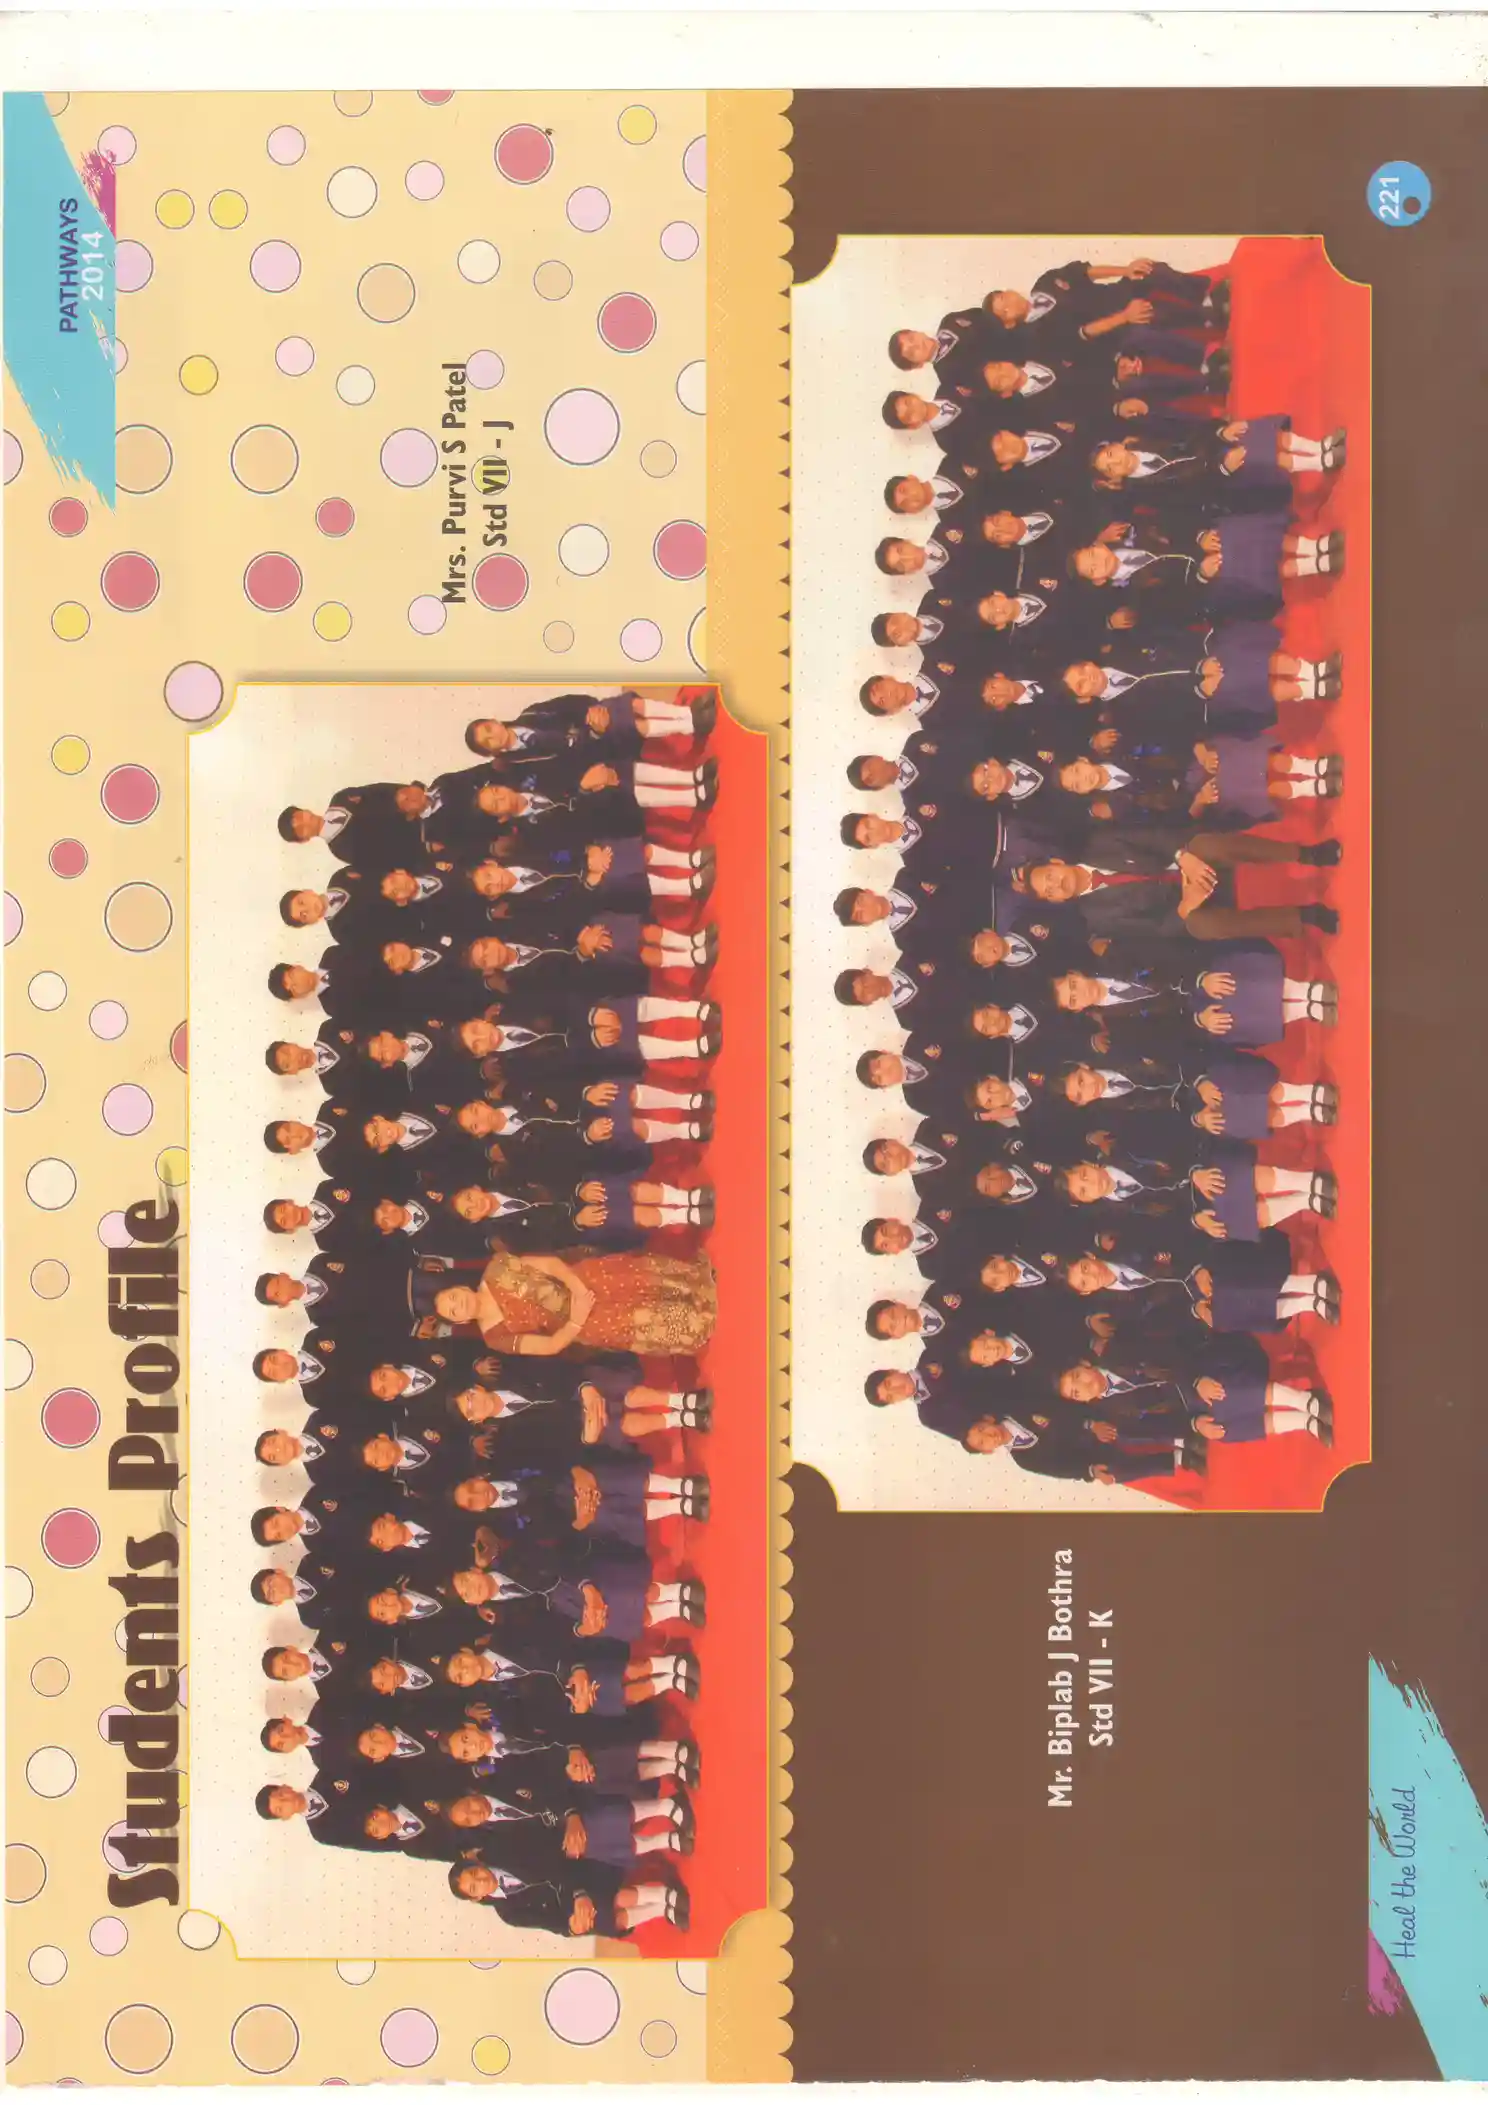 PATHWAYS
2014
Students Profile
Mrs. Purvi S Patel
Std VII - J
Mr. Biplab J Bothra
Std VII - K
Heal the World
221